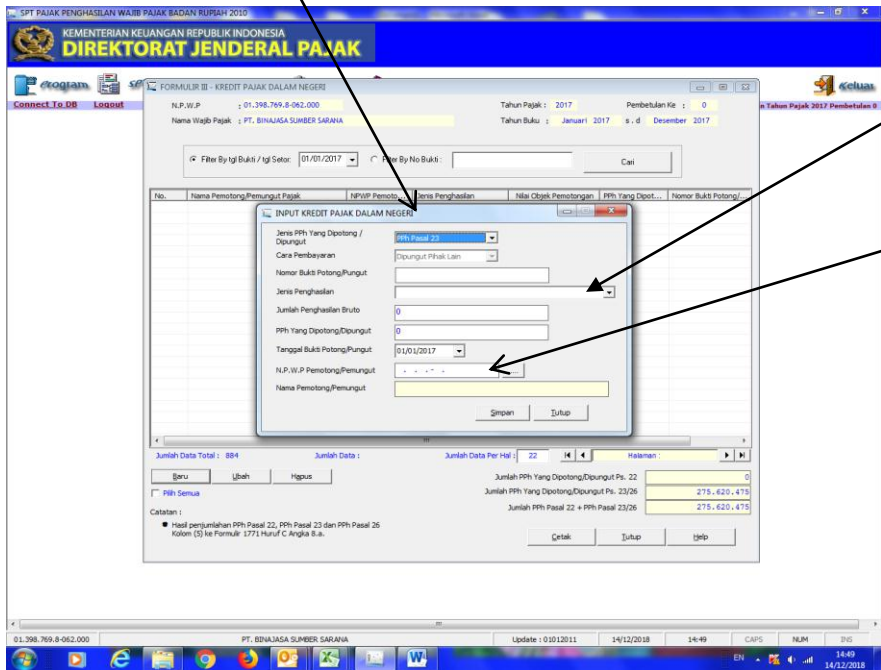 SPT PAJAK PENGHASILAN WAJIB PAJAK BADAN RUPIAH 2010
KEMENTERIAN KEUANGAN REPUBLIK INDONESIA
DIREKTORAT JENDERAL PAJAK
Program
Keluar
Connect To DB Logout
n Tahun Pajak 2017 Pembetulan 0
FORMULIR III - KREDIT PAJAK DALAM NEGERI
N.P.W.P : 01.398.769.8-062.000 Tahun Pajak : 2017 Pembetulan Ke : 0
Nama Wajib Pajak : PT. BINAJASA SUMBER SARANA Tahun Buku : Januari 2017 s.d Desember 2017
Filter By tgl Bukti / tgl Setor: 01/01/2017 Filter By No Bukti : Cari
No. Nama Pemotong/Pemungut Pajak NPWP Pemoto... Jenis Penghasilan Nilai Objek Pemotongan PPh Yang Dipot... Nomor Bukti Potong/...
INPUT KREDIT PAJAK DALAM NEGERI
Jenis PPh Yang Dipotong / Dipungut PPh Pasal 23
Cara Pembayaran Dipungut Pihak Lain
Nomor Bukti Potong/Pungut
Jenis Penghasilan
Jumlah Penghasilan Bruto 0
PPh Yang Dipotong/Dipungut 0
Tanggal Bukti Potong/Pungut 01/01/2017
N.P.W.P Pemotong/Pemungut . . .- . ...
Nama Pemotong/Pemungut
Simpan Tutup
Jumlah Data Total : 884 Jumlah Data : Jumlah Data Per Hal : 22 Halaman :
Baru Ubah Hapus
Pilih Semua
Jumlah PPh Yang Dipotong/Dipungut Ps. 22 0
Jumlah PPh Yang Dipotong/Dipungut Ps. 23/26 275.620.475
Jumlah PPh Pasal 22 + PPh Pasal 23/26 275.620.475
Catatan :
Hasil penjumlahan PPh Pasal 22, PPh Pasal 23 dan PPh Pasal 26
Kolom (5) ke Formulir 1771 Huruf C Angka 8.a.
Cetak Tutup Help
01.398.769.8-062.000 PT. BINAJASA SUMBER SARANA Update : 01012011 14/12/2018 14:49 CAPS NUM INS
EN 14:49
14/12/2018